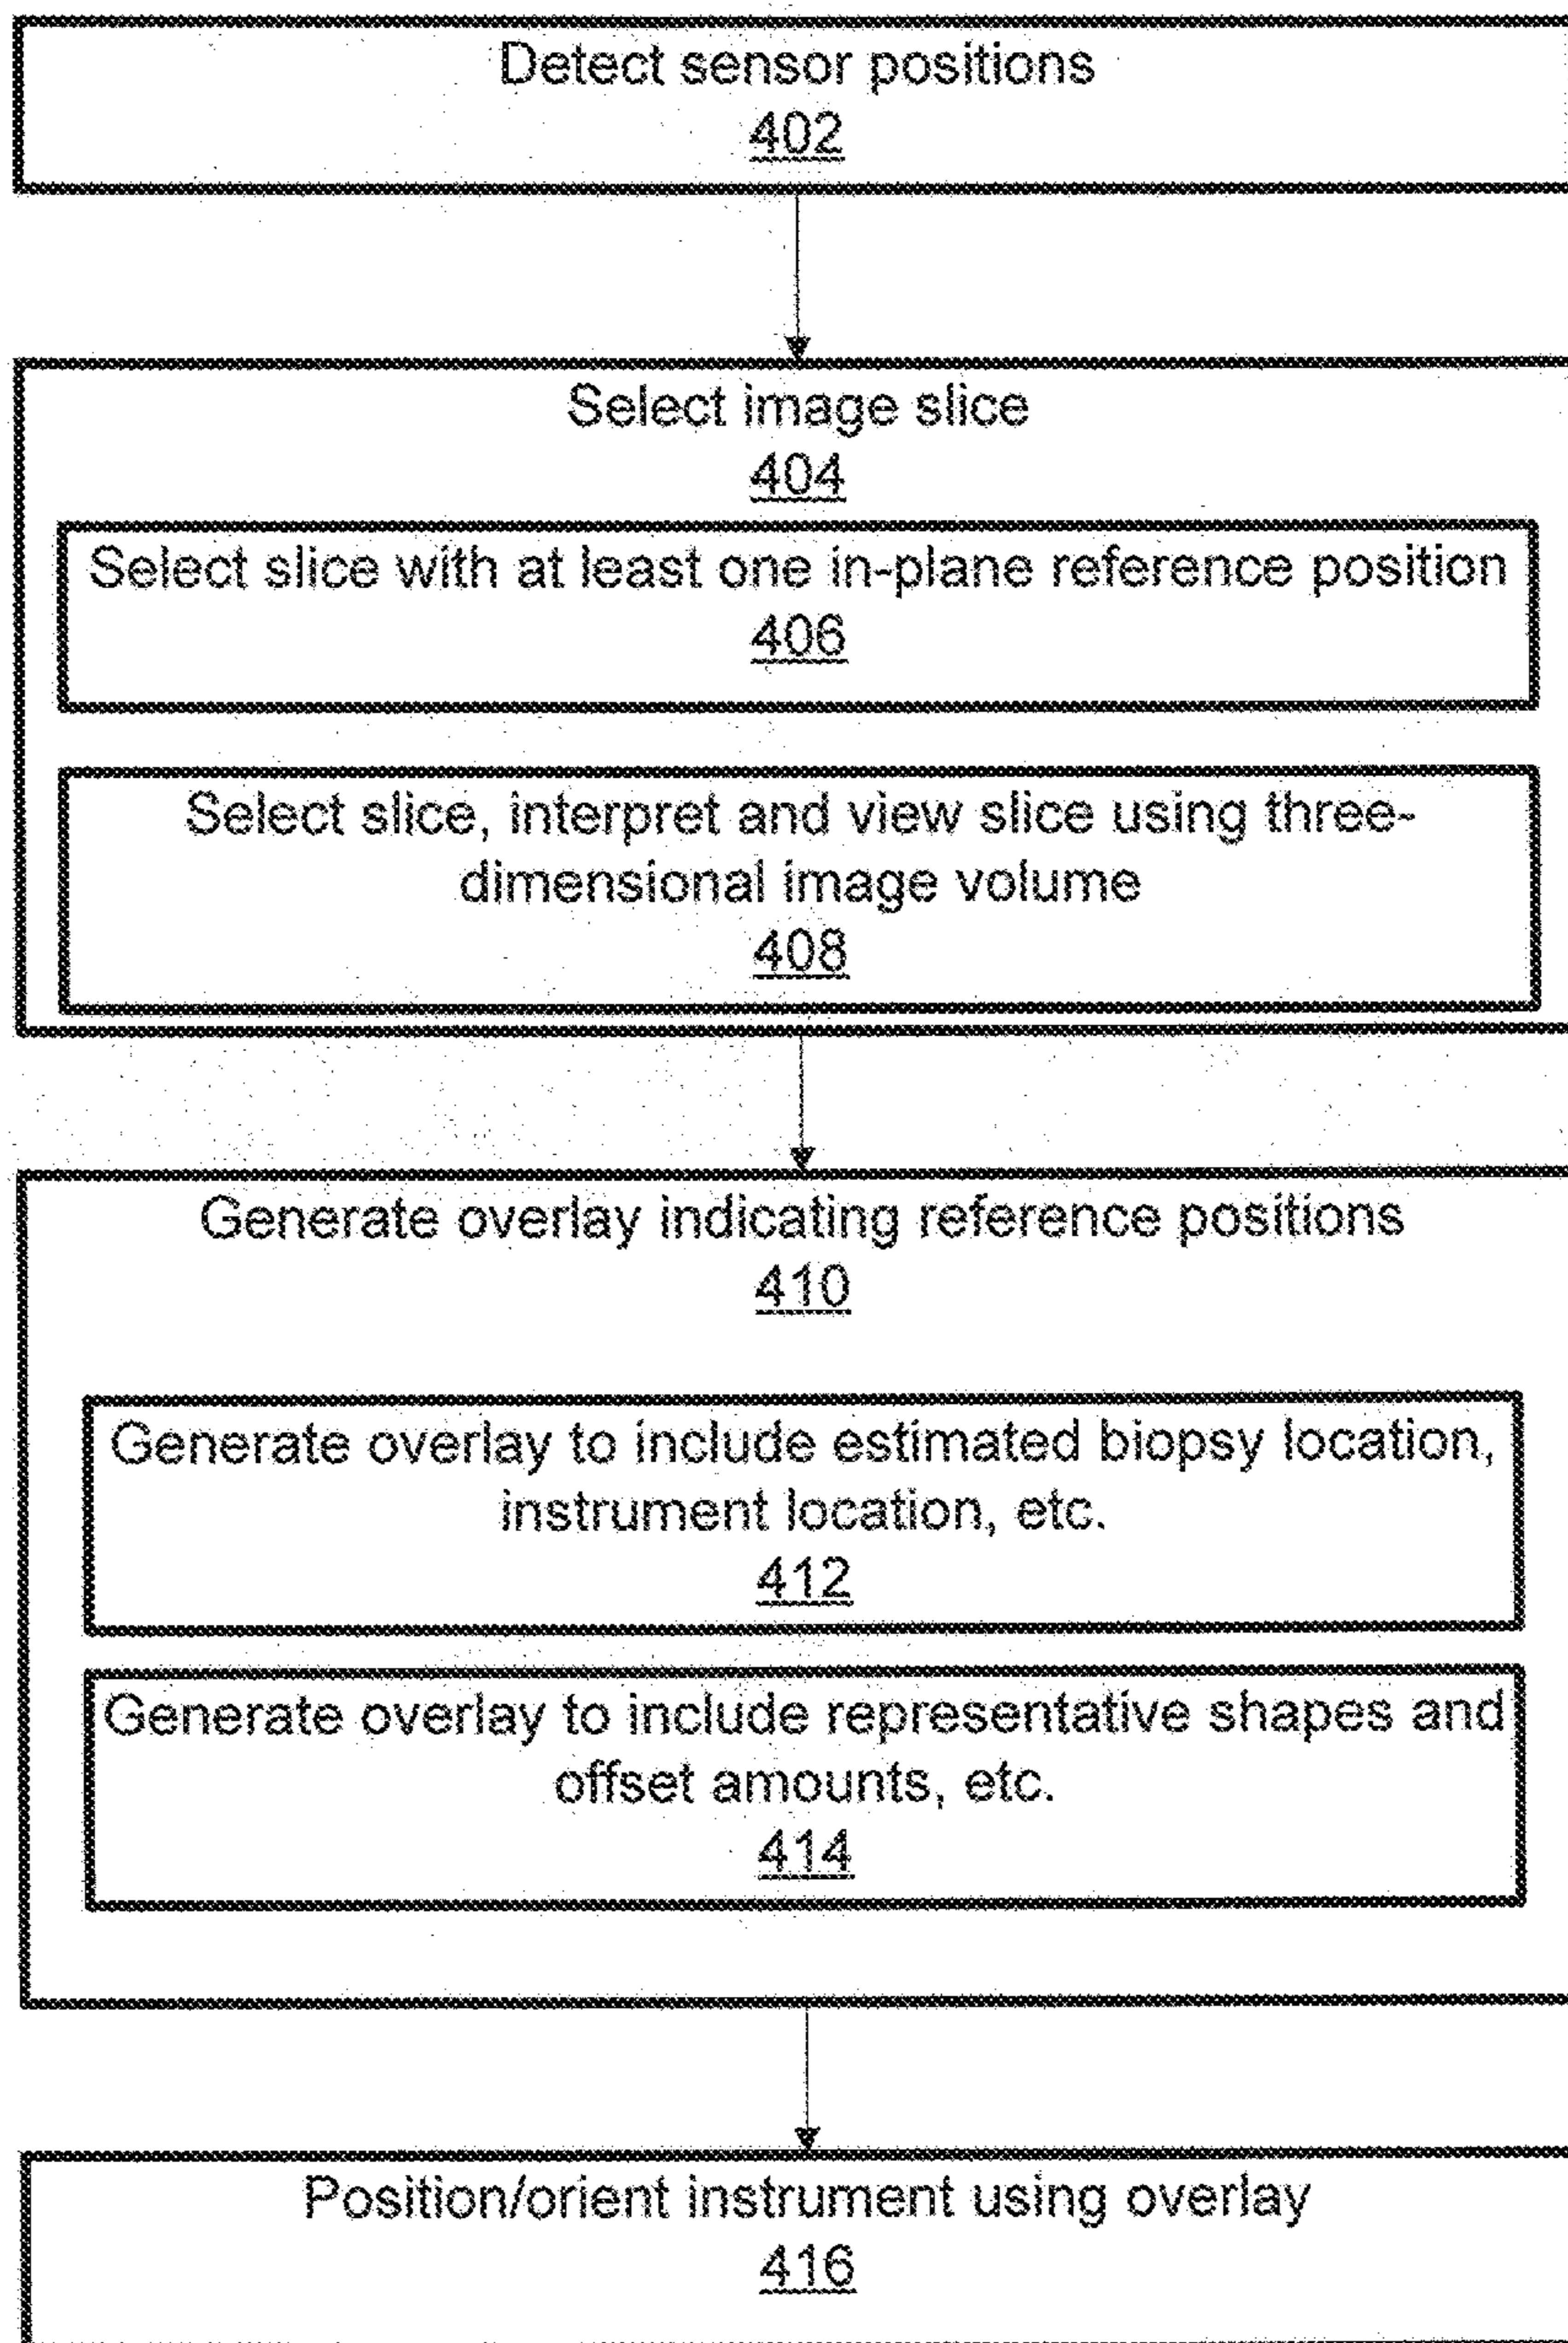 Detect sensor positions
402
Select image slice
404
Select slice with at least one in-plane reference position
406
Select slice, interpret and view slice using three-
dimensional image volume
408
Generate overlay indicating reference positions
410
Generate overlay to include estimated biopsy location,
instrument location, etc.
412
Generate overlay to include representative shapes and
offset amounts, etc.
414
Position/orient instrument using overlay
416